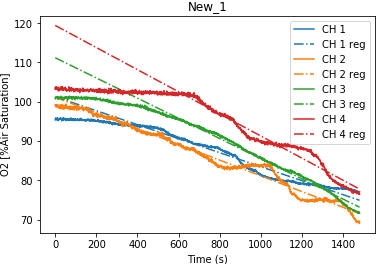 New_1
O2 [%Air Saturation]
120
110
100
90
80
70
0 200 400 600 800 1000 1200 1400
Time (s)
CH 1
CH 1 reg
CH 2
CH 2 reg
CH 3
CH 3 reg
CH 4
CH 4 reg